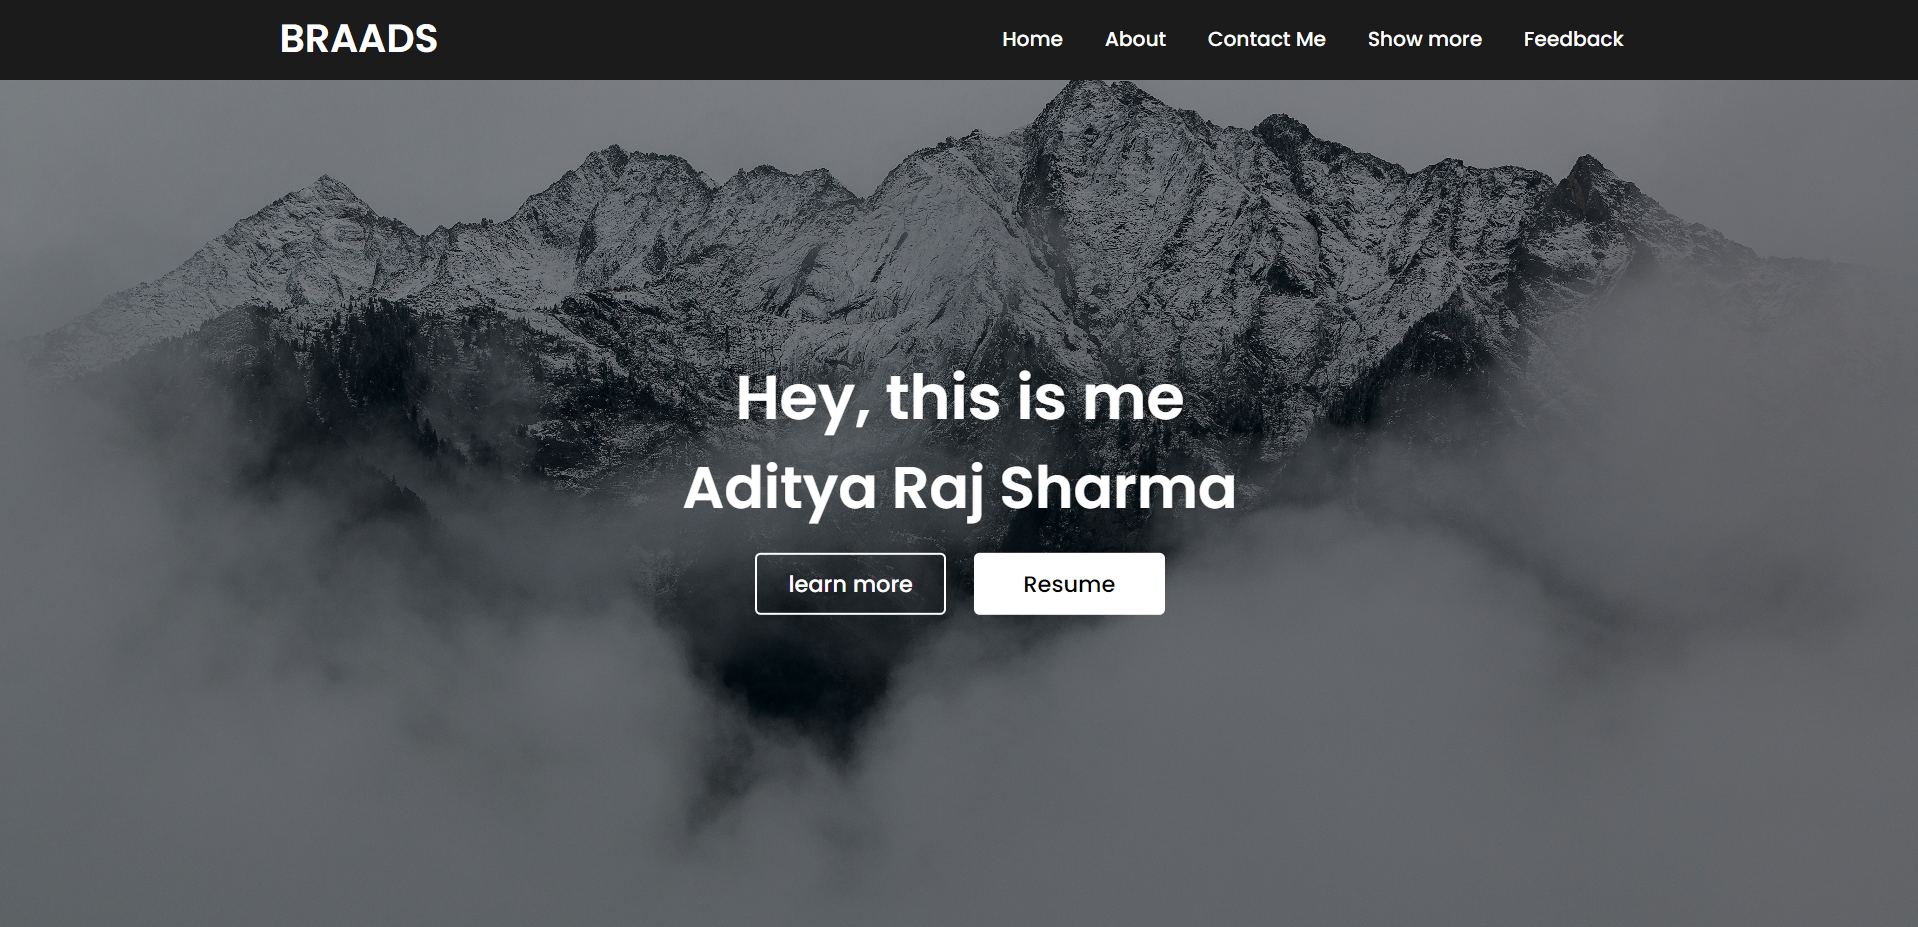 BRAADS
Home About Contact Me Show more Feedback
Hey, this is me
Aditya Raj Sharma
learn more Resume